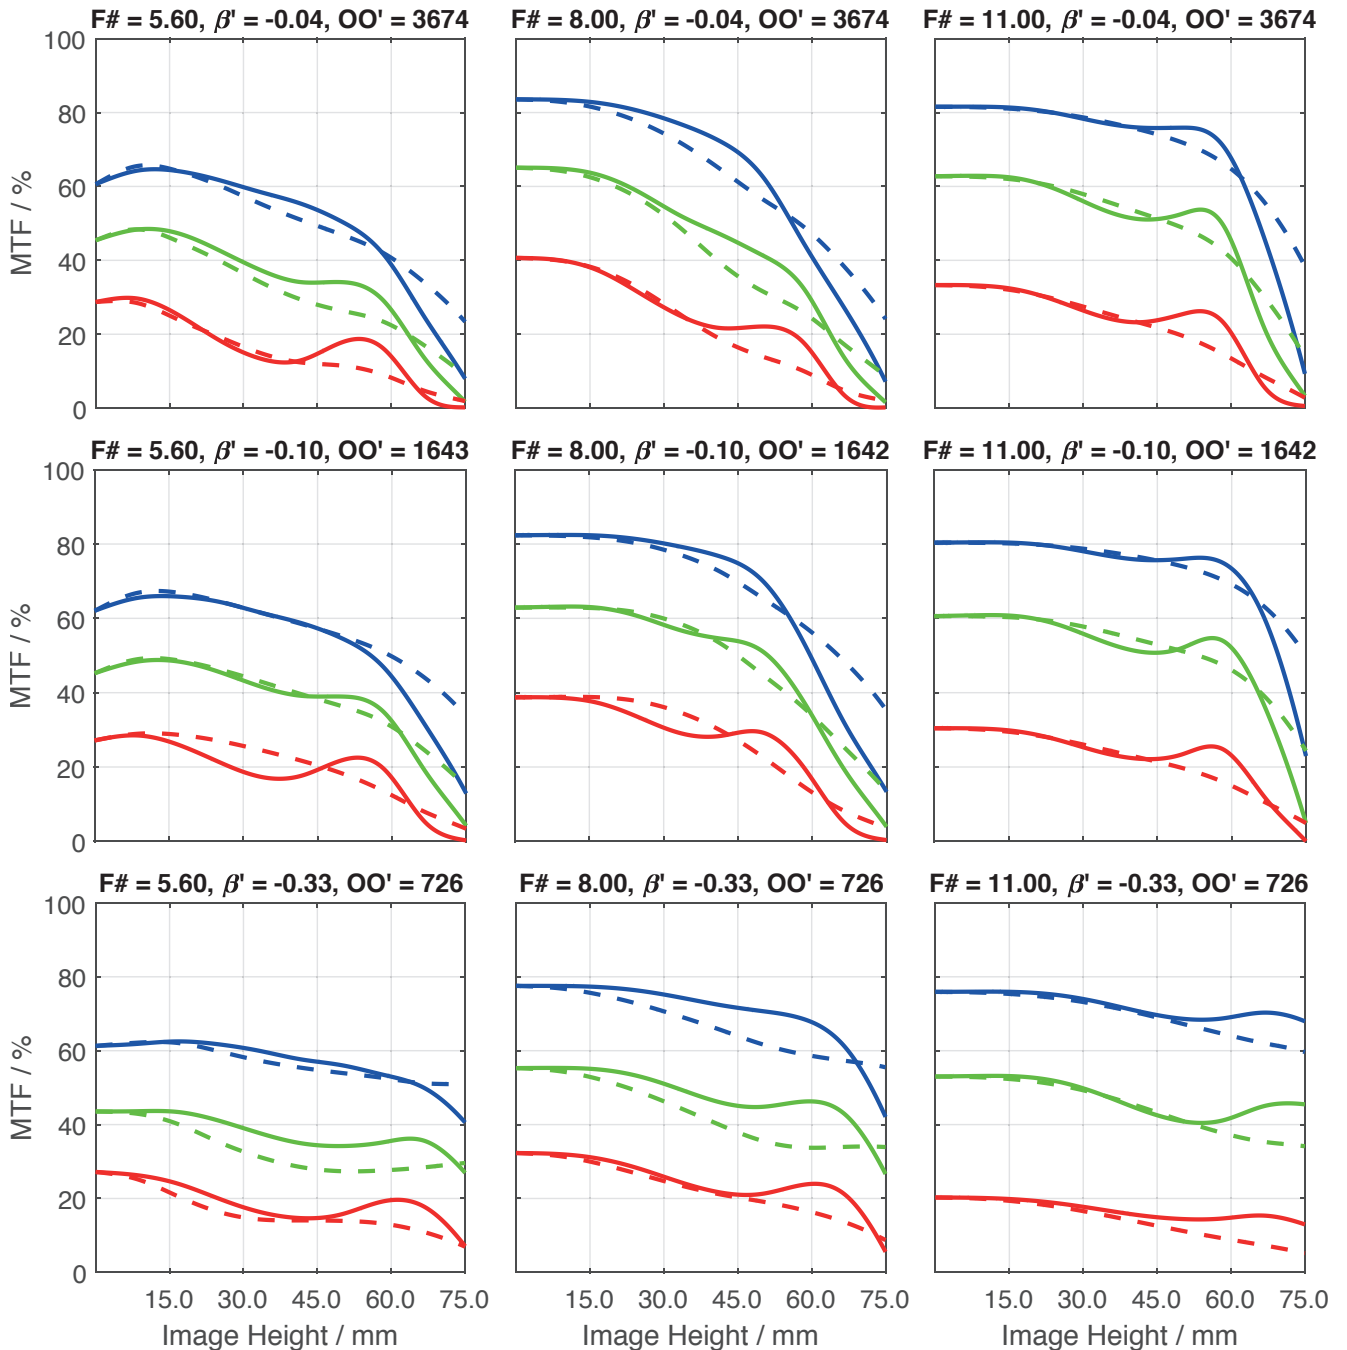 F# = 5.60, β' = -0.04, OO' = 3674
F# = 8.00, β' = -0.04, OO' = 3674
F# = 11.00, β' = -0.04, OO' = 3674
100
80
60
40
20
0
MTF / %
F# = 5.60, β' = -0.10, OO' = 1643
F# = 8.00, β' = -0.10, OO' = 1642
F# = 11.00, β' = -0.10, OO' = 1642
100
80
60
40
20
0
MTF / %
F# = 5.60, β' = -0.33, OO' = 726
F# = 8.00, β' = -0.33, OO' = 726
F# = 11.00, β' = -0.33, OO' = 726
100
80
60
40
20
0
MTF / %
15.0 30.0 45.0 60.0 75.0
15.0 30.0 45.0 60.0 75.0
15.0 30.0 45.0 60.0 75.0
Image Height / mm
Image Height / mm
Image Height / mm